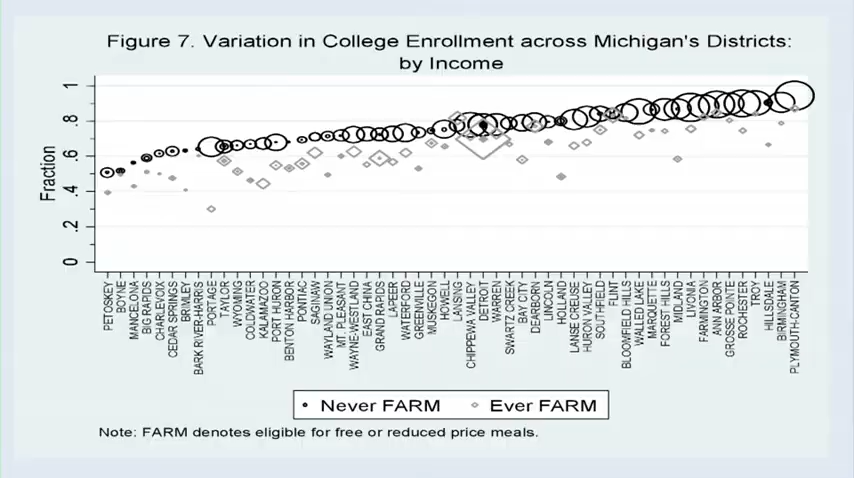 Figure 7. Variation in College Enrollment across Michigan's Districts:
by Income
Fraction
1
.8
.6
.4
.2
0
PETOSKEY
BOYNE
MANCELONA
BIG RAPIDS
CHARLEVOIX
CEDAR SPRINGS
BRIMLEY
BARK RIVER-HARRIS
PORTAGE
TAYLOR
WYOMING
COLDWATER
KALAMAZOO
PORT HURON
BENTON HARBOR
PONTIAC
SAGINAW
WAYLAND UNION
MT. PLEASANT
WAYNE-WESTLAND
EAST CHINA
GRAND RAPIDS
LAPEER
WATERFORD
GREENVILLE
MUSKEGON
HOWELL
LANSING
CHIPPEWA VALLEY
DETROIT
WARREN
SWARTZ CREEK
BAY CITY
DEARBORN
LINCOLN
HOLLAND
LANSE CREUSE
HURON VALLEY
SOUTHFIELD
FLINT
BLOOMFIELD HILLS
WALLED LAKE
MARQUETTE
FOREST HILLS
MIDLAND
LIVONIA
FARMINGTON
ANN ARBOR
GROSSE POINTE
ROCHESTER
TROY
HILLSDALE
BIRMINGHAM
PLYMOUTH-CANTON
Never FARM
Ever FARM
Note: FARM denotes eligible for free or reduced price meals.